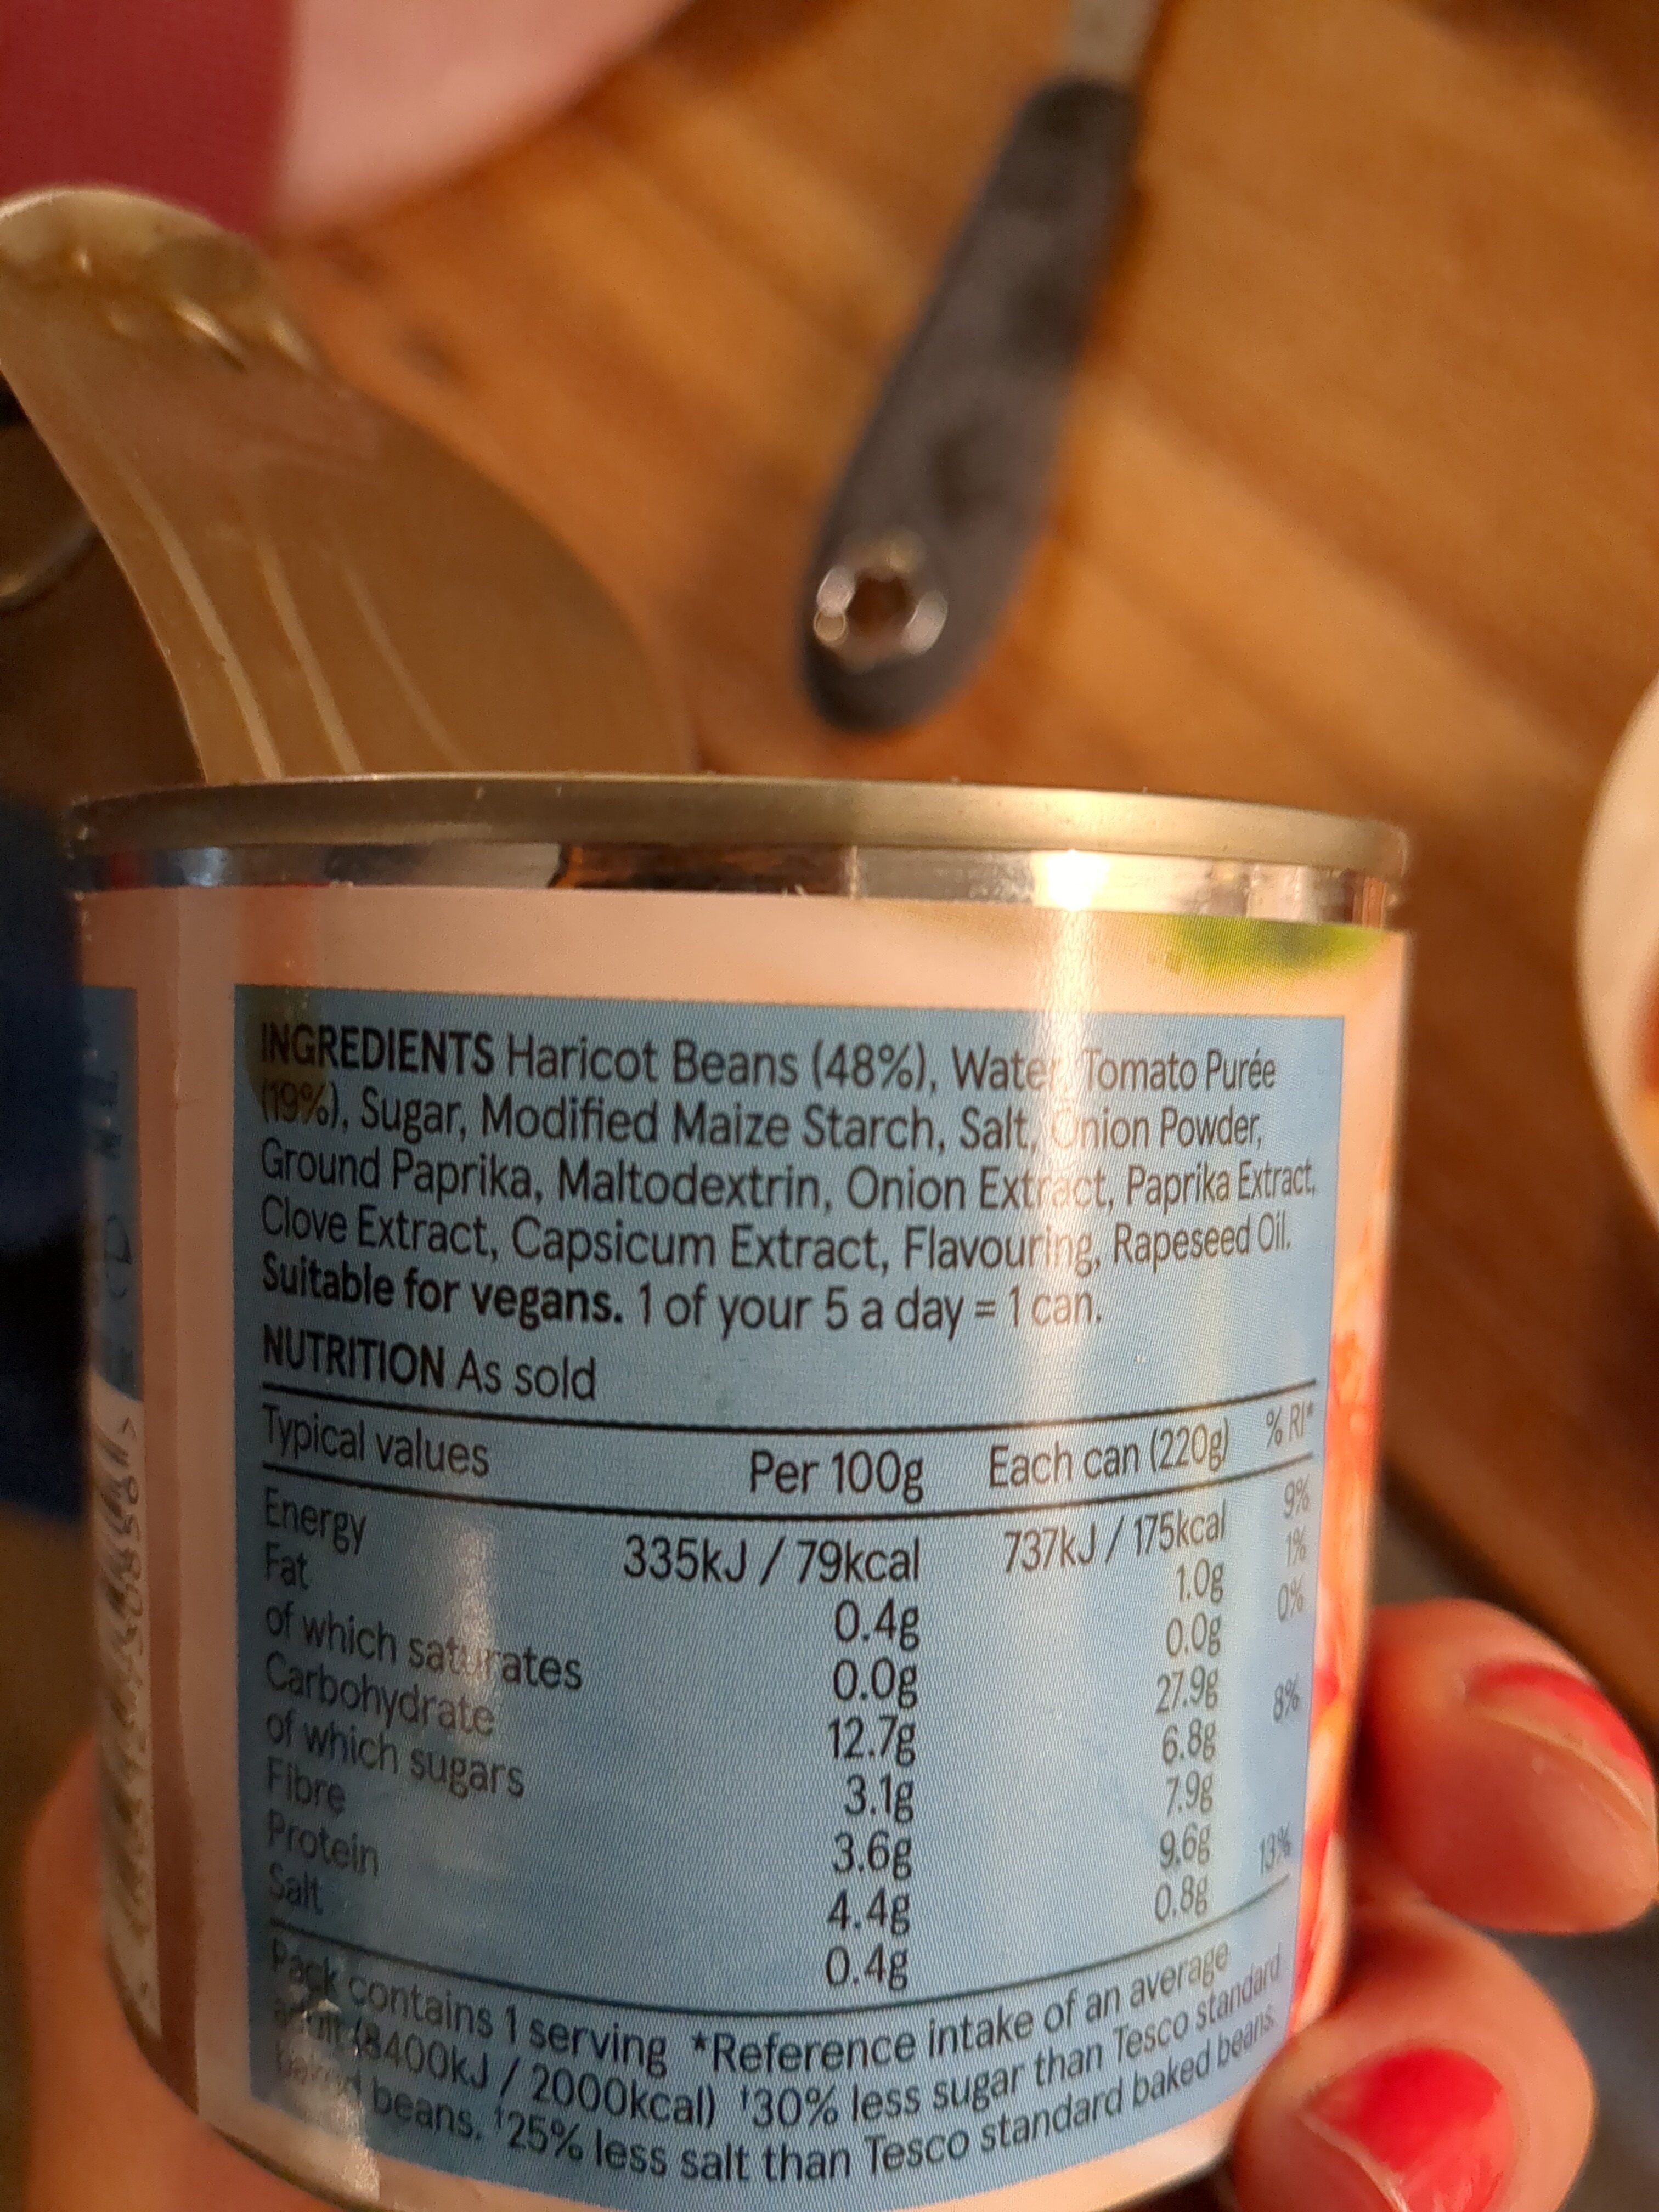 INGREDIENTS Haricot Beans (48%), Water, Tomato Purée
(19%), Sugar, Modified Maize Starch, Salt, Onion Powder,
Ground Paprika, Maltodextrin, Onion Extract, Paprika Extract,
Clove Extract, Capsicum Extract, Flavouring, Rapeseed Oil.
Suitable for vegans. 1 of your 5 a day = 1 can.
NUTRITION As sold
Typical values Per 100g Each can (220g) % RI*
Energy 335kJ / 79kcal 737kJ / 175kcal 9%
Fat 0.4g 1.0g 1%
of which saturates 0.0g 0.0g 0%
Carbohydrate 12.7g 27.9g
of which sugars 3.1g 6.8g 8%
Fibre 3.6g 7.9g
Protein 4.4g 9.6g
Salt 0.4g 0.8g 13%
Pack contains 1 serving *Reference intake of an average
adult (8400kJ / 2000kcal) †30% less sugar than Tesco standard
baked beans. ‡25% less salt than Tesco standard baked beans.